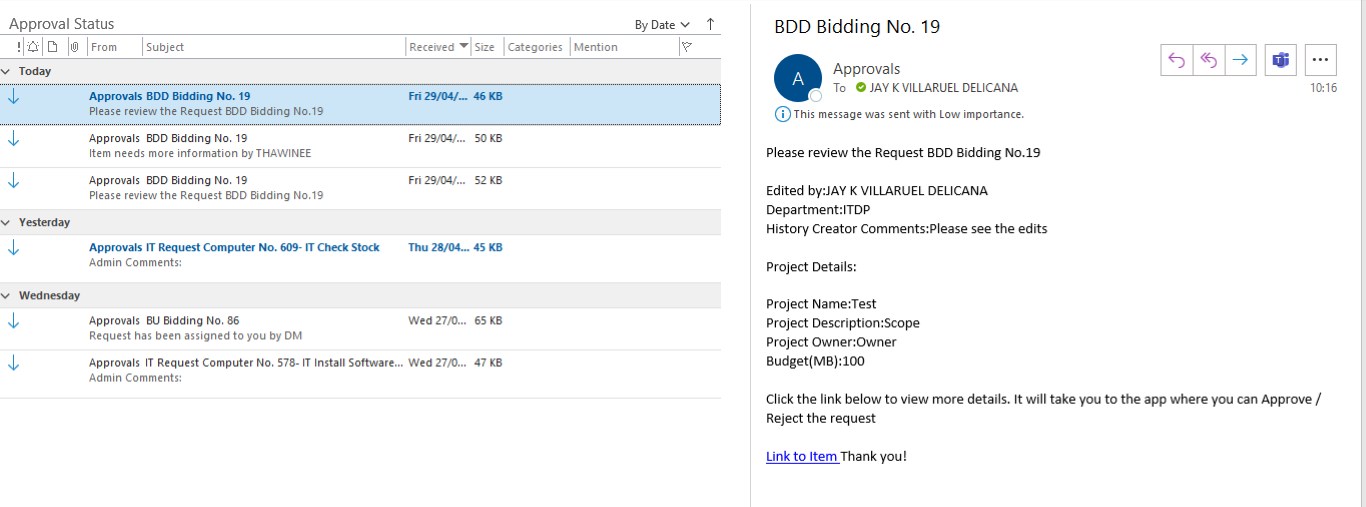 Approval Status
By Date
! From Subject Received Size Categories Mention
Today
Approvals BDD Bidding No. 19 Fri 29/04/... 46 KB
Please review the Request BDD Bidding No.19
Approvals BDD Bidding No. 19 Fri 29/04/... 50 KB
Item needs more information by THAWINEE
Approvals BDD Bidding No. 19 Fri 29/04/... 52 KB
Please review the Request BDD Bidding No.19
Yesterday
Approvals IT Request Computer No. 609- IT Check Stock Thu 28/04... 45 KB
Admin Comments:
Wednesday
Approvals BU Bidding No. 86 Wed 27/0... 65 KB
Request has been assigned to you by DM
Approvals IT Request Computer No. 578- IT Install Software... Wed 27/0... 47 KB
Admin Comments:
BDD Bidding No. 19
A
Approvals
To JAY K VILLARUEL DELICANA
10:16
This message was sent with Low importance.
Please review the Request BDD Bidding No.19
Edited by:JAY K VILLARUEL DELICANA
Department:ITDP
History Creator Comments:Please see the edits
Project Details:
Project Name:Test
Project Description:Scope
Project Owner:Owner
Budget(MB):100
Click the link below to view more details. It will take you to the app where you can Approve /
Reject the request
Link to Item Thank you!